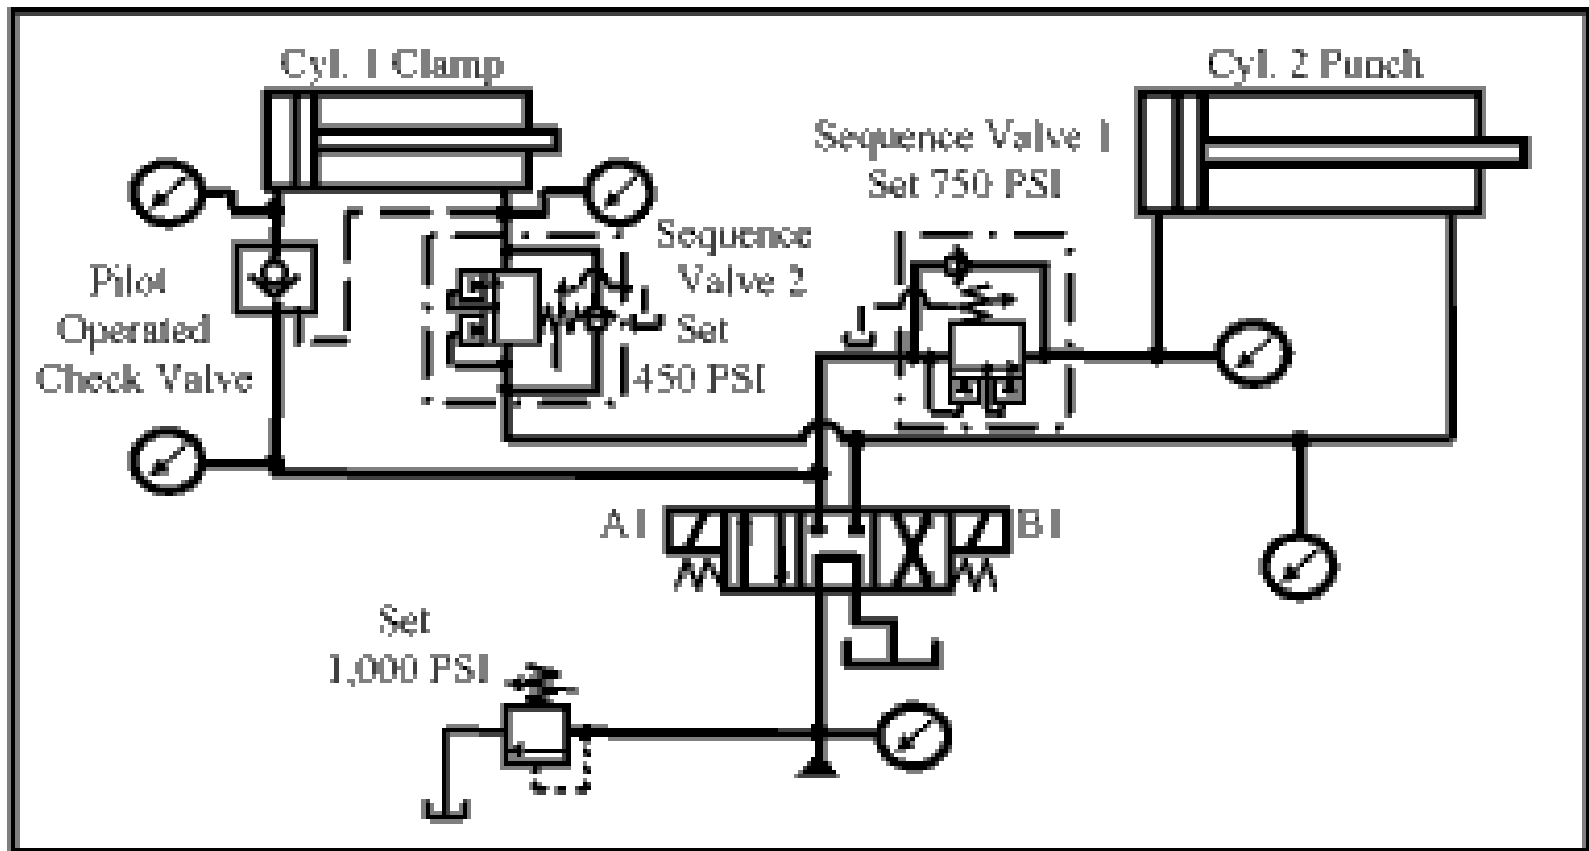 Cyl. 1 Clamp
Cyl. 2 Punch
Sequence Valve 1
Set 750 PSI
Sequence
Valve 2
Set
450 PSI
Pilot
Operated
Check Valve
A1
B1
Set
1,000 PSI